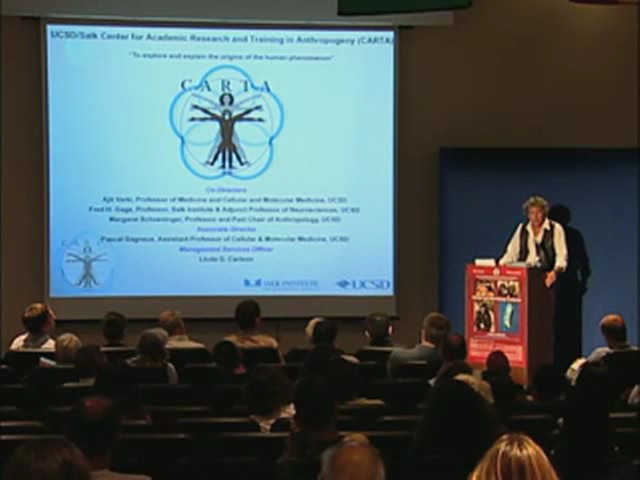 UCSD/Salk Center for Academic Research and Training in Anthropogeny (CARTA)
"To explore and explain the origins of the human phenomenon"
CARTA
Co-Directors
Ajit Varki, Professor of Medicine and Cellular and Molecular Medicine, UCSD
Fred H. Gage, Professor, Salk Institute & Adjunct Professor of Neurosciences, UCSD
Margaret Schoeninger, Professor and Past Chair of Anthropology, UCSD
Associate Director
Pascal Gagneux, Assistant Professor of Cellular & Molecular Medicine, UCSD
Management Services Officer
Linda G. Carlson
SALK INSTITUTE
UCSD